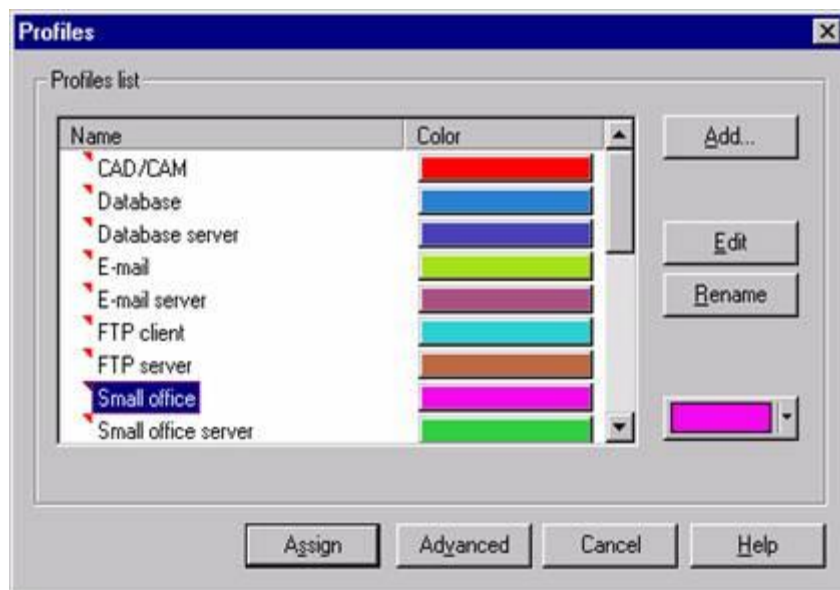 Profiles
Profiles list
Name Color
CAD/CAM
Database
Database server
E-mail
E-mail server
FTP client
FTP server
Small office
Small office server
Add...
Edit
Rename
Assign Advanced Cancel Help